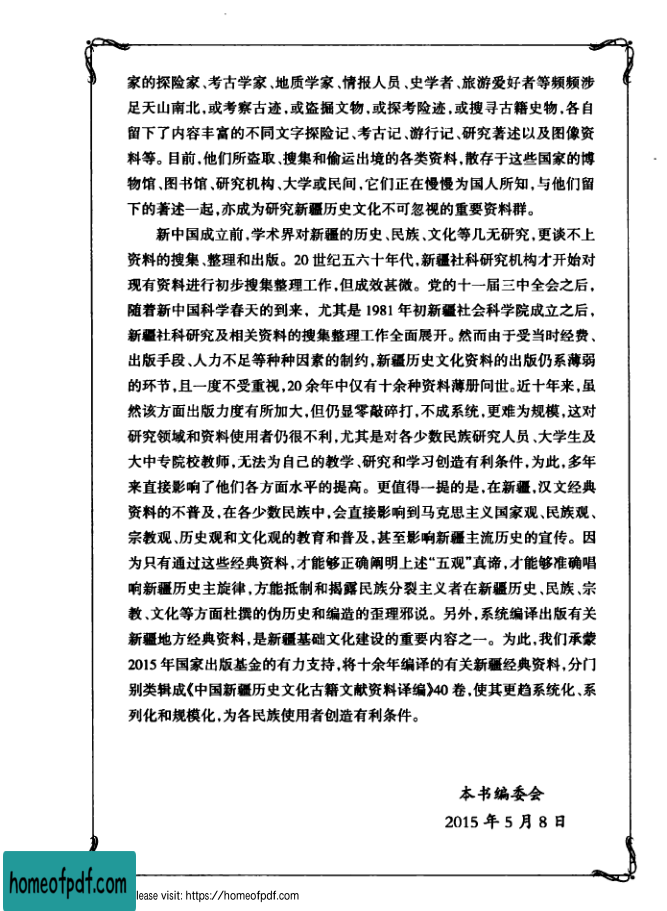 家的探险家、考古学家、地质学家、情报人员、史学者、旅游爱好者等频频涉
足天山南北,或考察古迹,或盗掘文物,或探考险迹,或搜寻古籍史物,各自
留下了内容丰富的不同文字探险记、考古记、游行记、研究著述以及图像资
料等。目前,他们所盗取、搜集和偷运出境的各类资料,散存于这些国家的博
物馆、图书馆、研究机构、大学或民间,它们正在慢慢为国人所知,与他们留
下的著述一起,亦成为研究新疆历史文化不可忽视的重要资料群。
新中国成立前,学术界对新疆的历史、民族、文化等几无研究,更谈不上
资料的搜集、整理和出版。20世纪五六十年代,新疆社科研究机构才开始对
现有资料进行初步搜集整理工作,但成效甚微。党的十一届三中全会之后,
随着新中国科学春天的到来,尤其是1981年初新疆社会科学院成立之后,
新疆社科研究及相关资料的搜集整理工作全面展开。然而由于受当时经费、
出版手段、人力不足等种种因素的制约,新疆历史文化资料的出版仍系薄弱
的环节,且一度不受重视,20余年中仅有十余种资料薄册问世。近十年来,虽
然该方面出版力度有所加大,但仍显零敲碎打,不成系统,更难为规模,这对
研究领域和资料使用者仍很不利,尤其是对各少数民族研究人员、大学生及
大中专院校教师,无法为自己的教学、研究和学习创造有利条件,为此,多年
来直接影响了他们各方面水平的提高。更值得一提的是,在新疆,汉文经典
资料的不普及,在各少数民族中,会直接影响到马克思主义国家观、民族观、
宗教观、历史观和文化观的教育和普及,甚至影响新疆主流历史的宣传。因
为只有通过这些经典资料,才能够正确阐明上述“五观”真谛,才能够准确唱
响新疆历史主旋律,方能抵制和揭露民族分裂主义者在新疆历史、民族、宗
教、文化等方面杜撰的伪历史和编造的歪理邪说。另外,系统编译出版有关
新疆地方经典资料,是新疆基础文化建设的重要内容之一。为此,我们承蒙
2015年国家出版基金的有力支持,将十余年编译的有关新疆经典资料,分门
别类辑成《中国新疆历史文化古籍文献资料译编》40卷,使其更趋系统化、系
列化和规模化,为各民族使用者创造有利条件。
本书编委会
2015年5月8日
homeofpdf.com
lease visit: https://homeofpdf.com